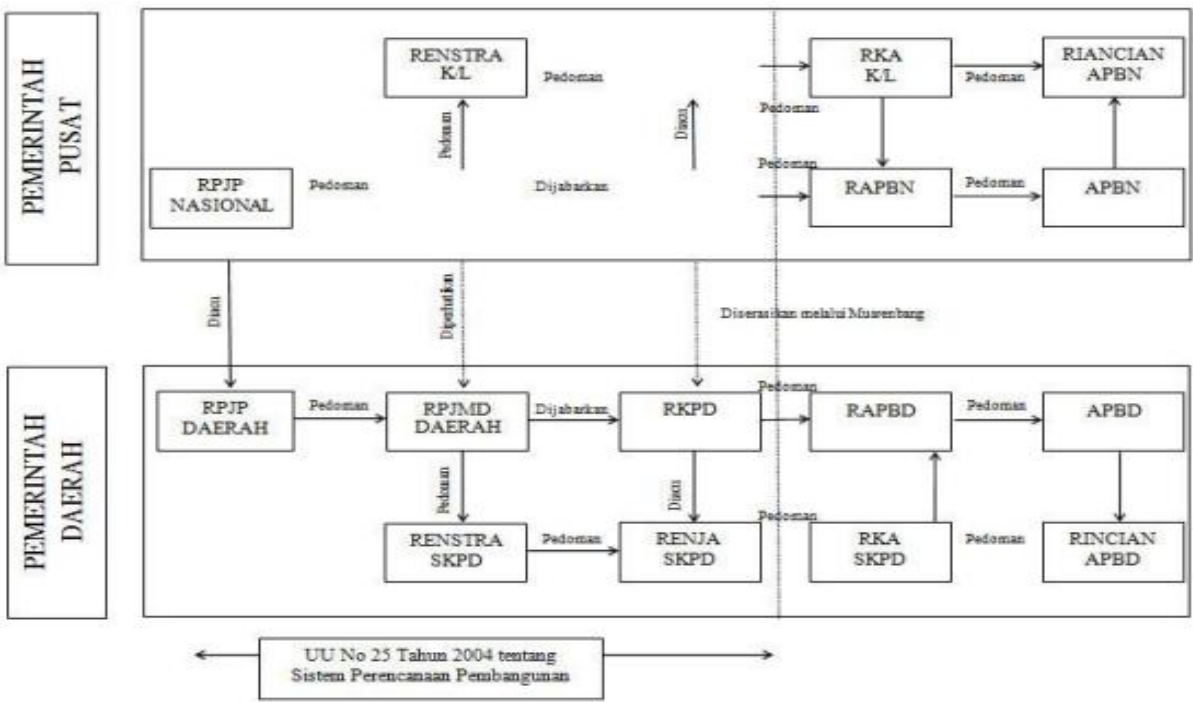 PEMERINTAH
PUSAT
RENSTRA
K/L
Pedoman
RKA
K/L
Pedoman
RIANCIAN
APBN
Pedoman
Pedoman
Diacu
RPJP
NASIONAL
Pedoman
Dijabarkan
Pedoman
RAPBN
Pedoman
APBN
Diacu
Diperhatikan
Diserasikan melalui Musrenbang
PEMERINTAH
DAERAH
RPJP
DAERAH
Pedoman
RPJMD
DAERAH
Dijabarkan
RKPD
Pedoman
RAPBD
Pedoman
APBD
Pedoman
Diacu
RENSTRA
SKPD
Pedoman
RENJA
SKPD
Pedoman
RKA
SKPD
Pedoman
RINCIAN
APBD
UU No 25 Tahun 2004 tentang
Sistem Perencanaan Pembangunan